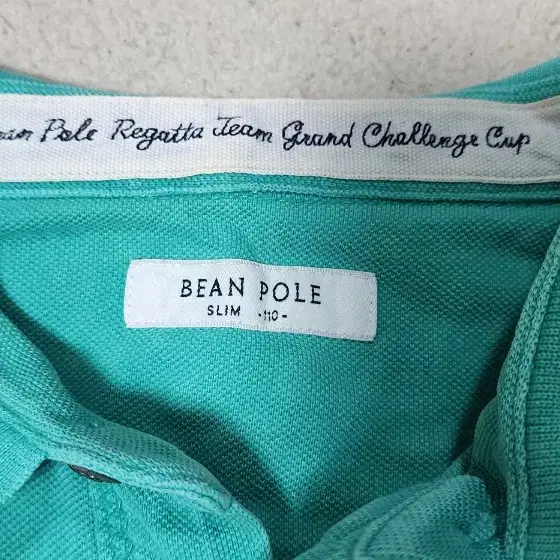 Pole Regatta Team Grand Challenge Cup
BEAN POLE
SLIM -110-